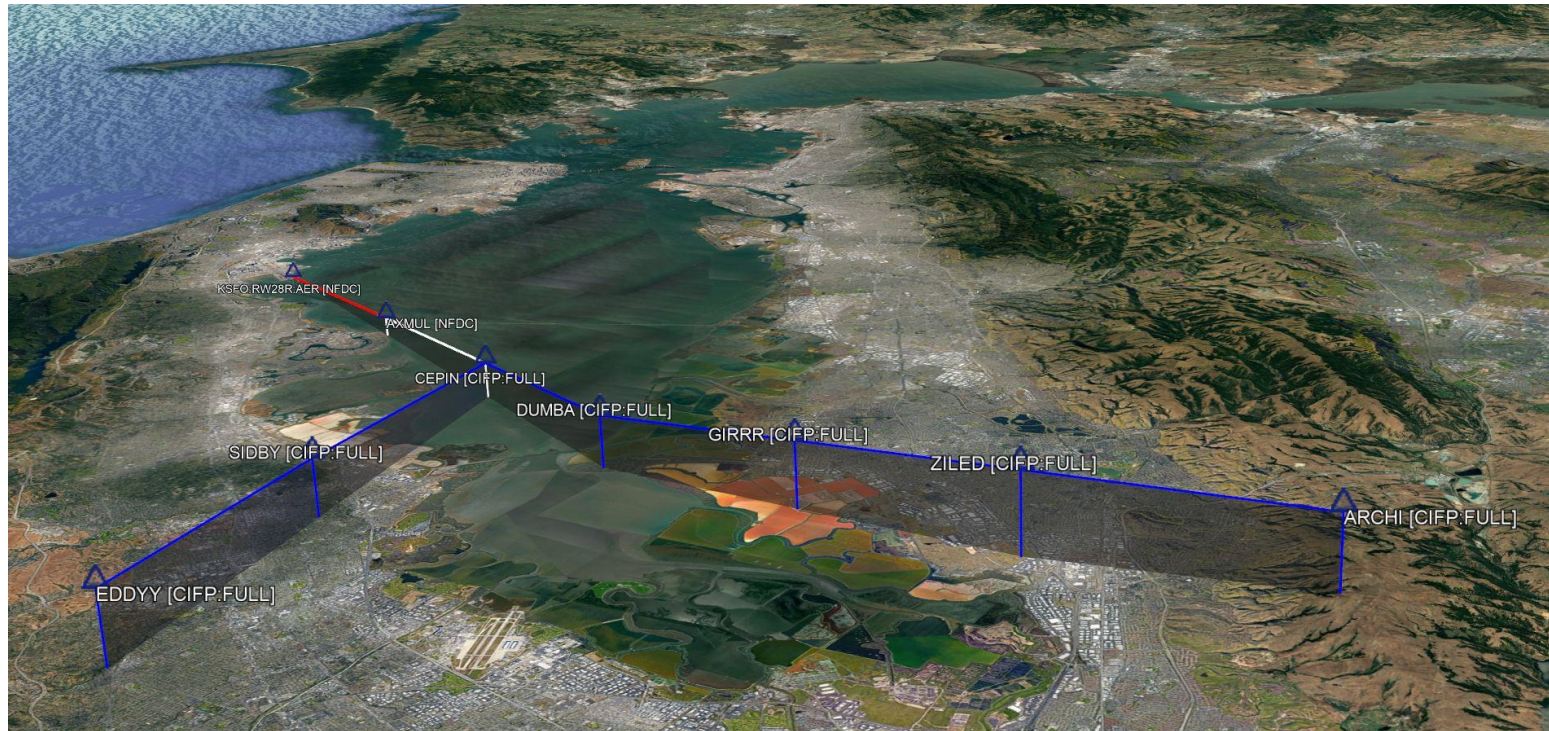 KSFO:RW28R:AER [NFDC]
AXMUL [NFDC]
CEPIN [CIFP:FULL]
DUMBA [CIFP:FULL]
GIRRR [CIFP:FULL]
SIDBY [CIFP:FULL]
ZILED [CIFP:FULL]
ARCHI [CIFP:FULL]
EDDYY [CIFP:FULL]